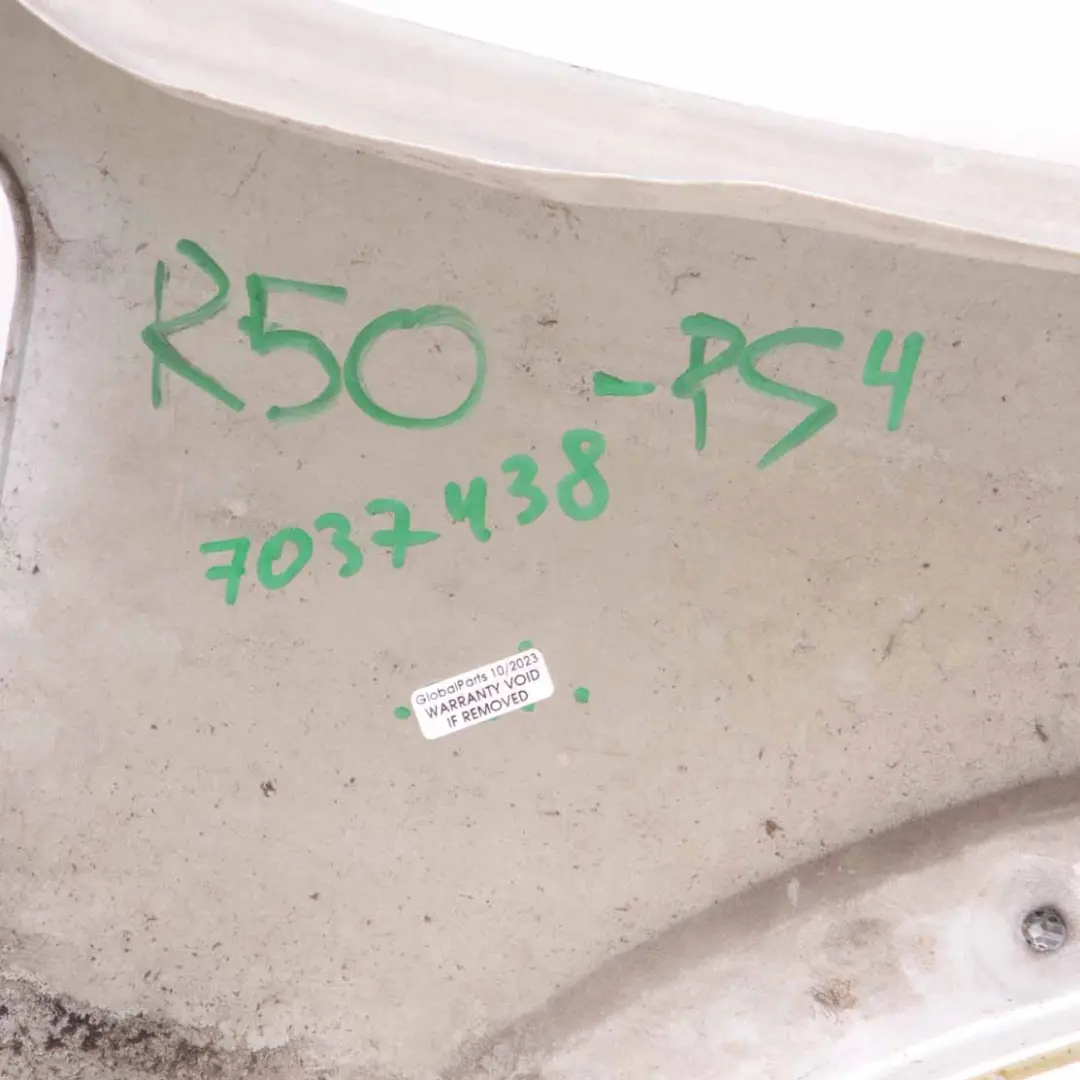 R50 -PS4
7037438
GlobalParts 10/2023
WARRANTY VOID
IF REMOVED